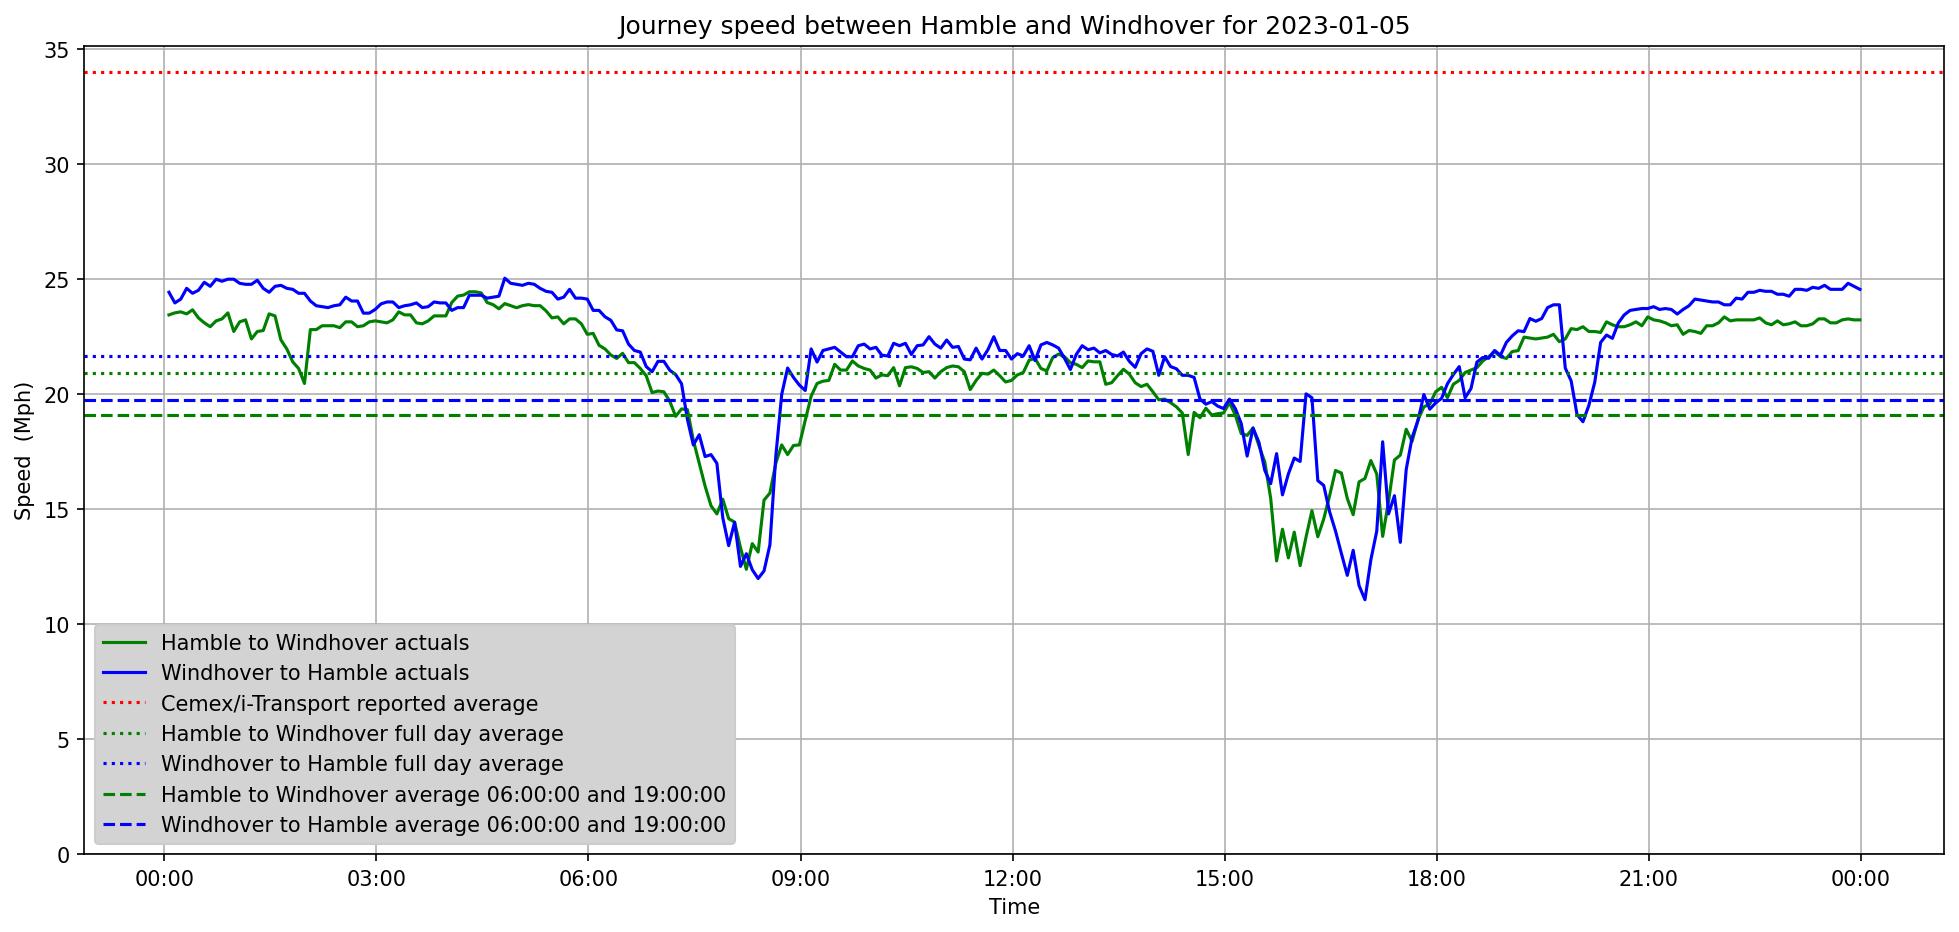 Journey speed between Hamble and Windhover for 2023-01-05
35
30
25
20
15
10
5
0
Speed (Mph)
Hamble to Windhover actuals
Windhover to Hamble actuals
Cemex/i-Transport reported average
Hamble to Windhover full day average
Windhover to Hamble full day average
Hamble to Windhover average 06:00:00 and 19:00:00
Windhover to Hamble average 06:00:00 and 19:00:00
00:00 03:00 06:00 09:00 12:00 15:00 18:00 21:00 00:00
Time